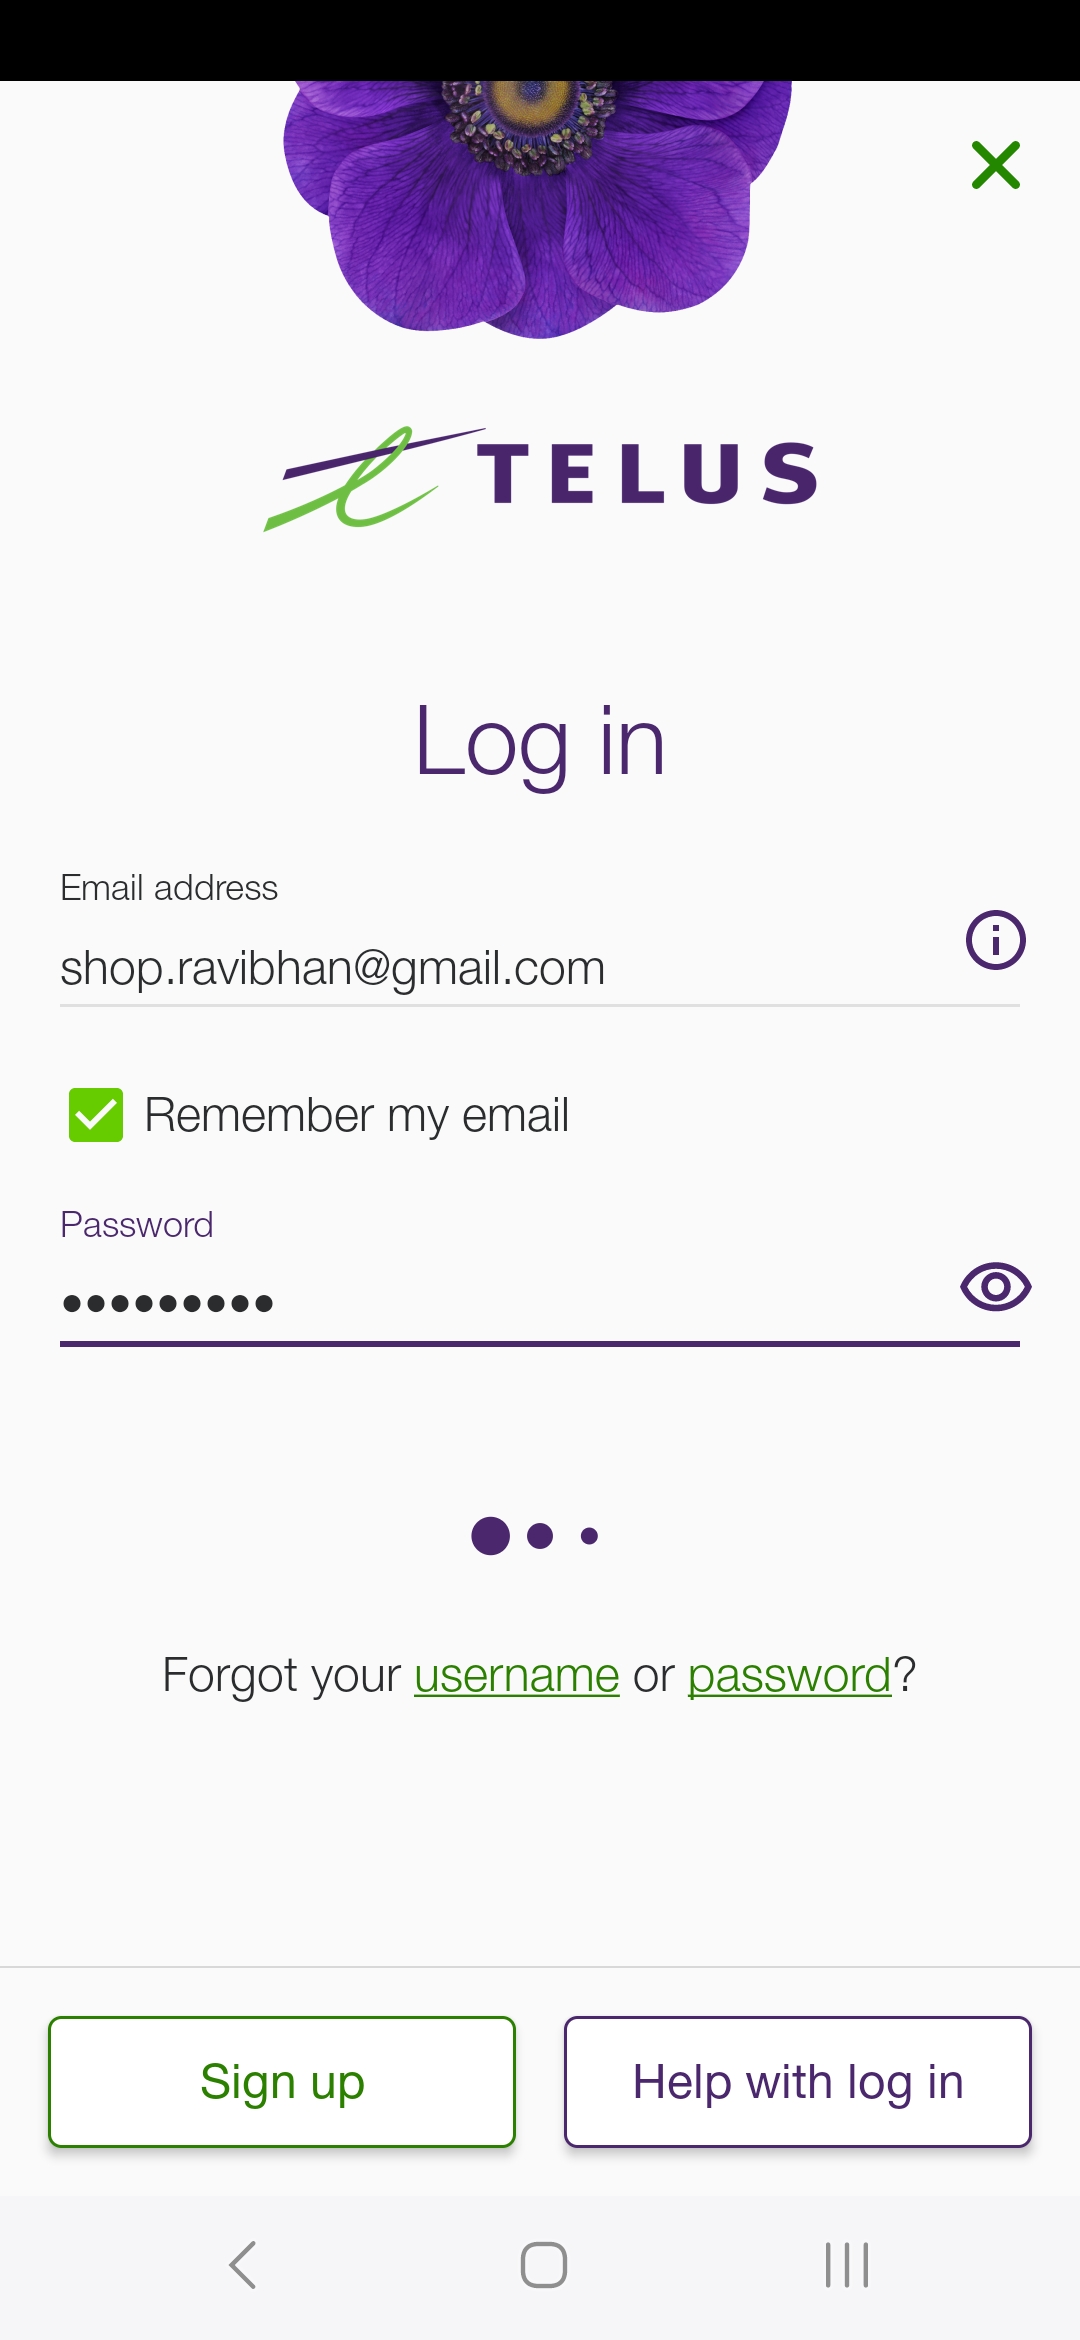 TELUS
Log in
Email address
shop.ravibhan@gmail.com
Remember my email
Password
•••••••••
Forgot your username or password?
Sign up
Help with log in